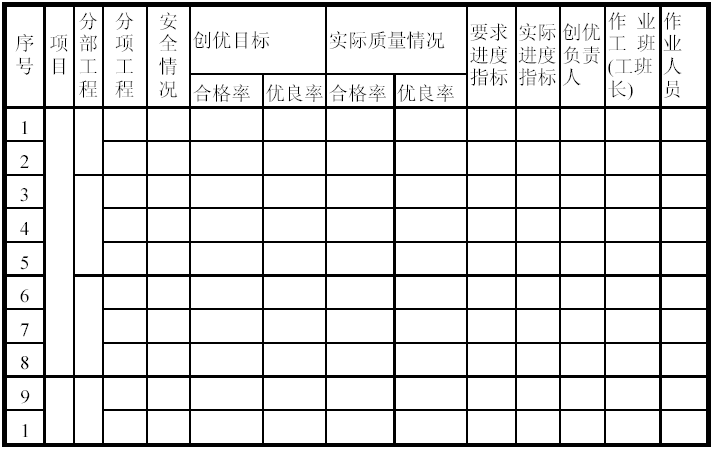 序号
项目
分部工程
分项工程
安全情况
创优目标
实际质量情况
要求进度指标
实际进度指标
创优负责人
作业工班班(工班长)
作业人员
合格率
优良率
合格率
优良率
1
2
3
4
5
6
7
8
9
1